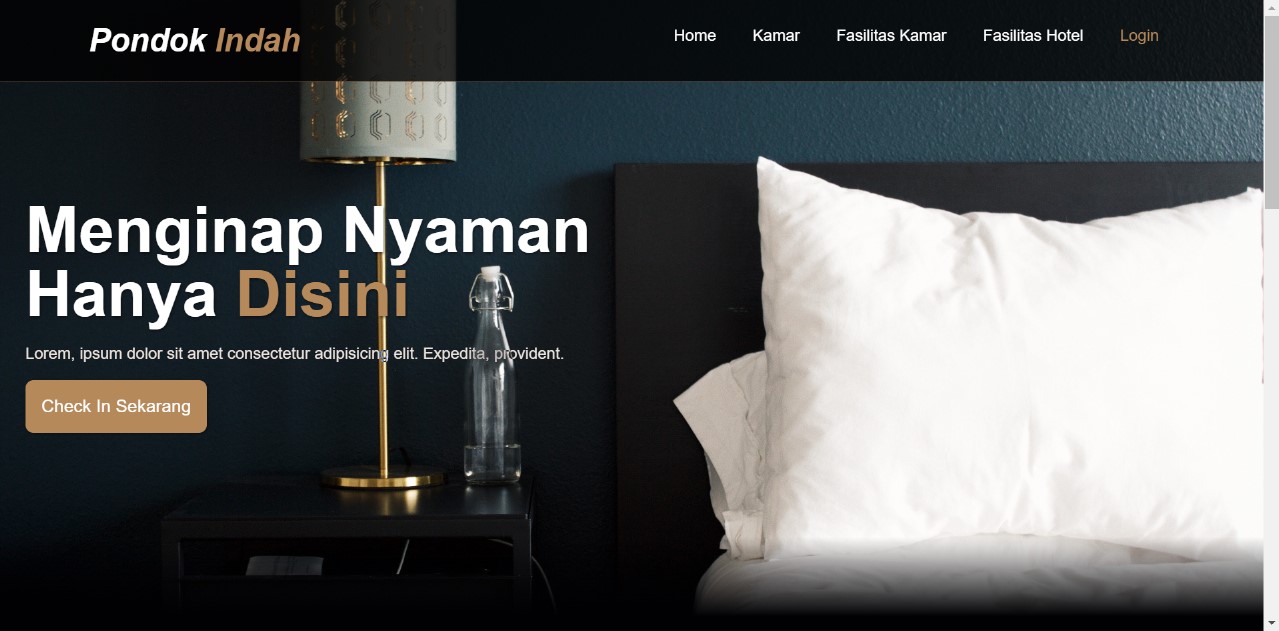 Pondok Indah
Home Kamar Fasilitas Kamar Fasilitas Hotel Login
Menginap Nyaman
Hanya Disini
Lorem, ipsum dolor sit amet consectetur adipisicing elit. Expedita, provident.
Check In Sekarang